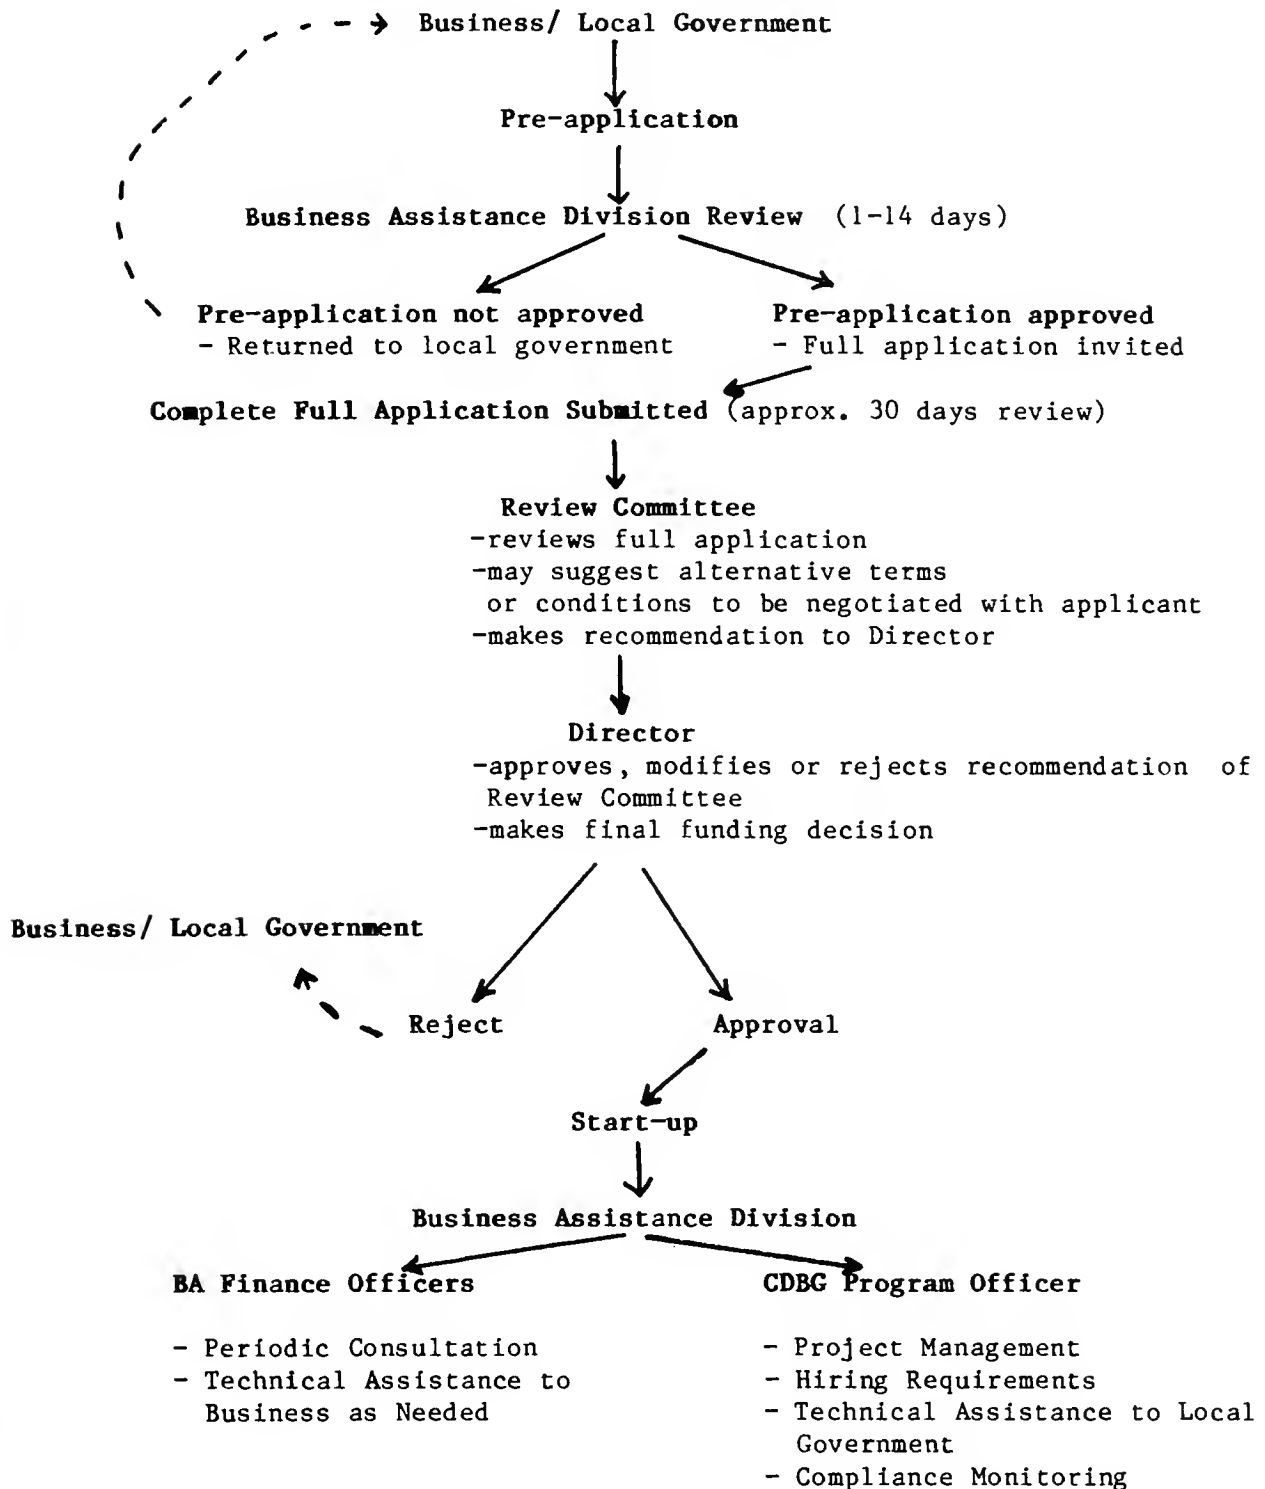 Business/ Local Government
Pre-application
Business Assistance Division Review (1-14 days)
Pre-application not approved
- Returned to local government
Pre-application approved
- Full application invited
Complete Full Application Submitted (approx. 30 days review)
Review Committee
-reviews full application
-may suggest alternative terms
or conditions to be negotiated with applicant
-makes recommendation to Director
Director
-approves, modifies or rejects recommendation of
Review Committee
-makes final funding decision
Business/ Local Government
Reject
Approval
Start-up
Business Assistance Division
BA Finance Officers
- Periodic Consultation
- Technical Assistance to
Business as Needed
CDBG Program Officer
- Project Management
- Hiring Requirements
- Technical Assistance to Local
Government
- Compliance Monitoring